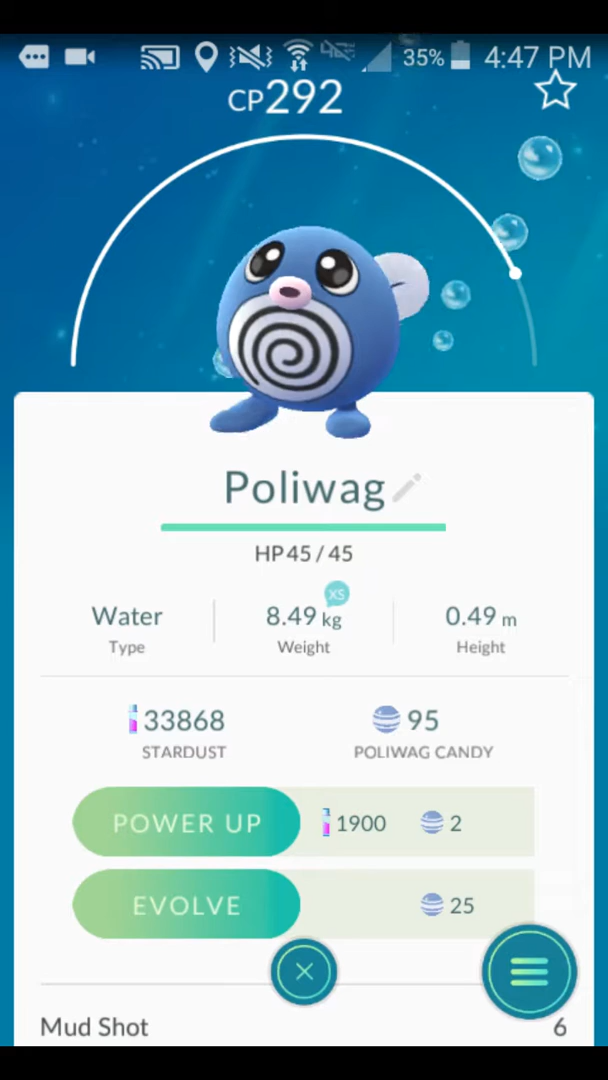 35% 4:47 PM
CP292
Poliwag
HP 45 / 45
XS
Water 8.49 kg 0.49 m
Type Weight Height
33868 95
STARDUST POLIWAG CANDY
POWER UP 1900 2
EVOLVE 25
Mud Shot 6